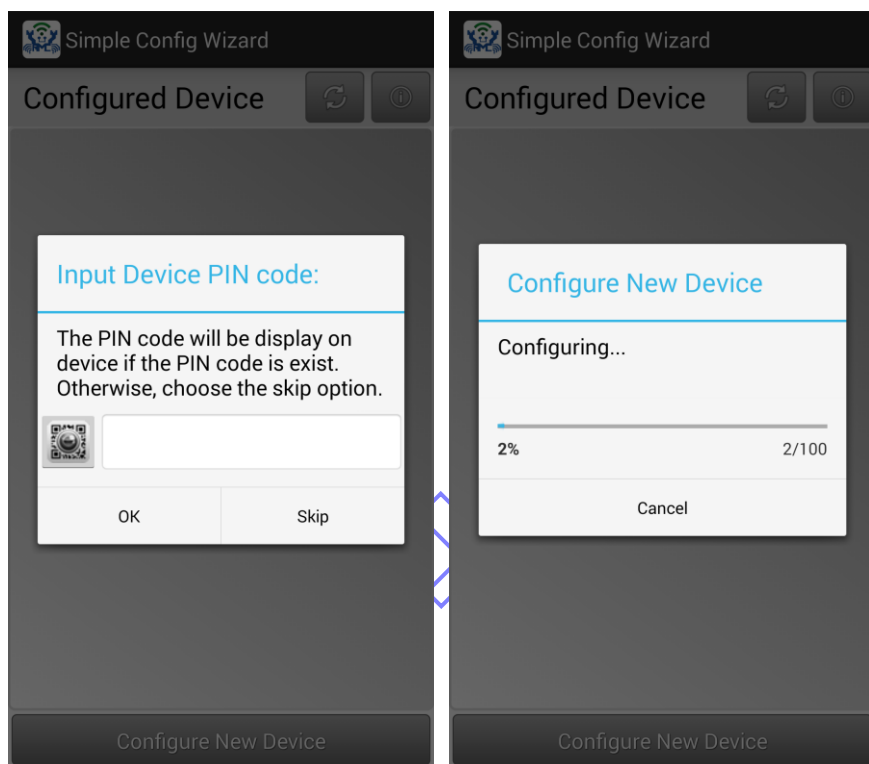 Simple Config Wizard
Configured Device
Input Device PIN code:
The PIN code will be display on
device if the PIN code is exist.
Otherwise, choose the skip option.
OK
Skip
Configure New Device
Simple Config Wizard
Configured Device
Configure New Device
Configuring...
2%
2/100
Cancel
Configure New Device